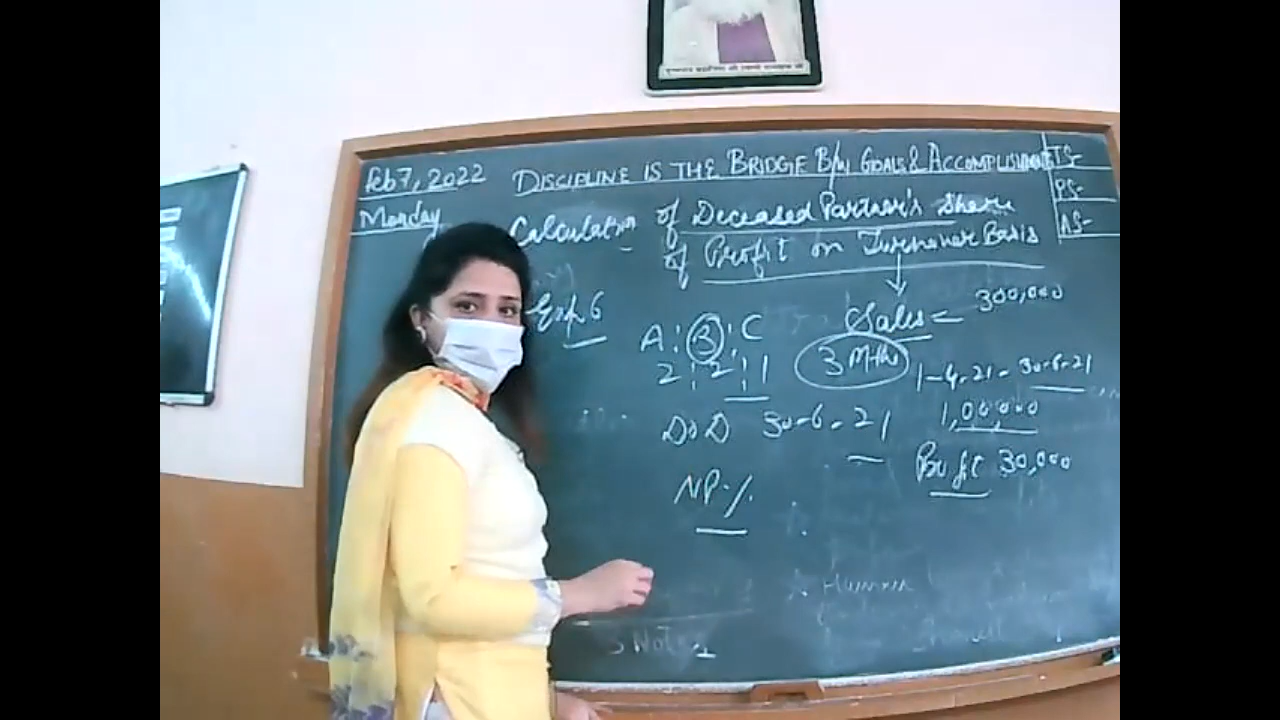 Feb 7, 2022
Monday
DISCIPLINE IS THE BRIDGE B/W GOALS & ACCOMPLISHMENTS
TS-
PS-
AS-
Calculation of Deceased Partner's Share
of Profit on Turnover Basis
Exp 6
Sales = 300,000
A : B : C
2 : 2 : 1
3 Mths
1-4-21 - 30-6-21
1,00,000
DOD 30-6-21
Profit 30,000
NP%
Human
S Notes